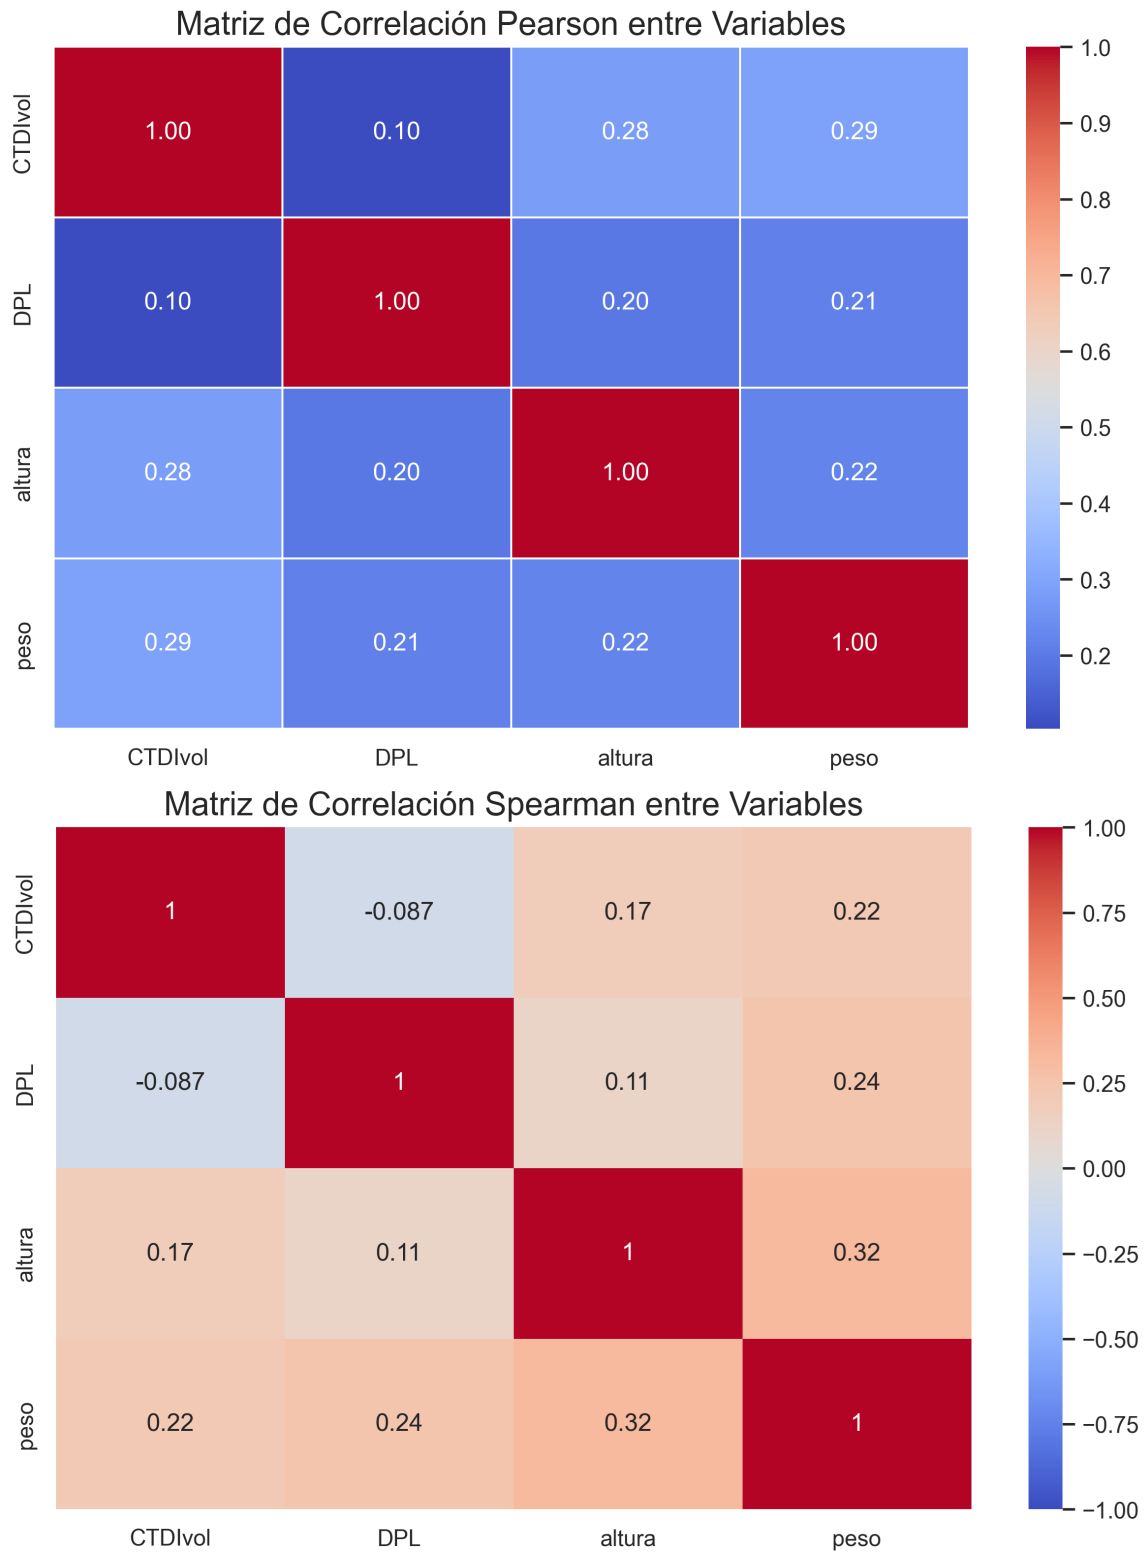 Matriz de Correlación Pearson entre Variables
CTDIvol 1.00 0.10 0.28 0.29
DPL 0.10 1.00 0.20 0.21
altura 0.28 0.20 1.00 0.22
peso 0.29 0.21 0.22 1.00
CTDIvol DPL altura peso
1.0
0.9
0.8
0.7
0.6
0.5
0.4
0.3
0.2
Matriz de Correlación Spearman entre Variables
CTDIvol 1 -0.087 0.17 0.22
DPL -0.087 1 0.11 0.24
altura 0.17 0.11 1 0.32
peso 0.22 0.24 0.32 1
CTDIvol DPL altura peso
1.00
0.75
0.50
0.25
0.00
−0.25
−0.50
−0.75
−1.00